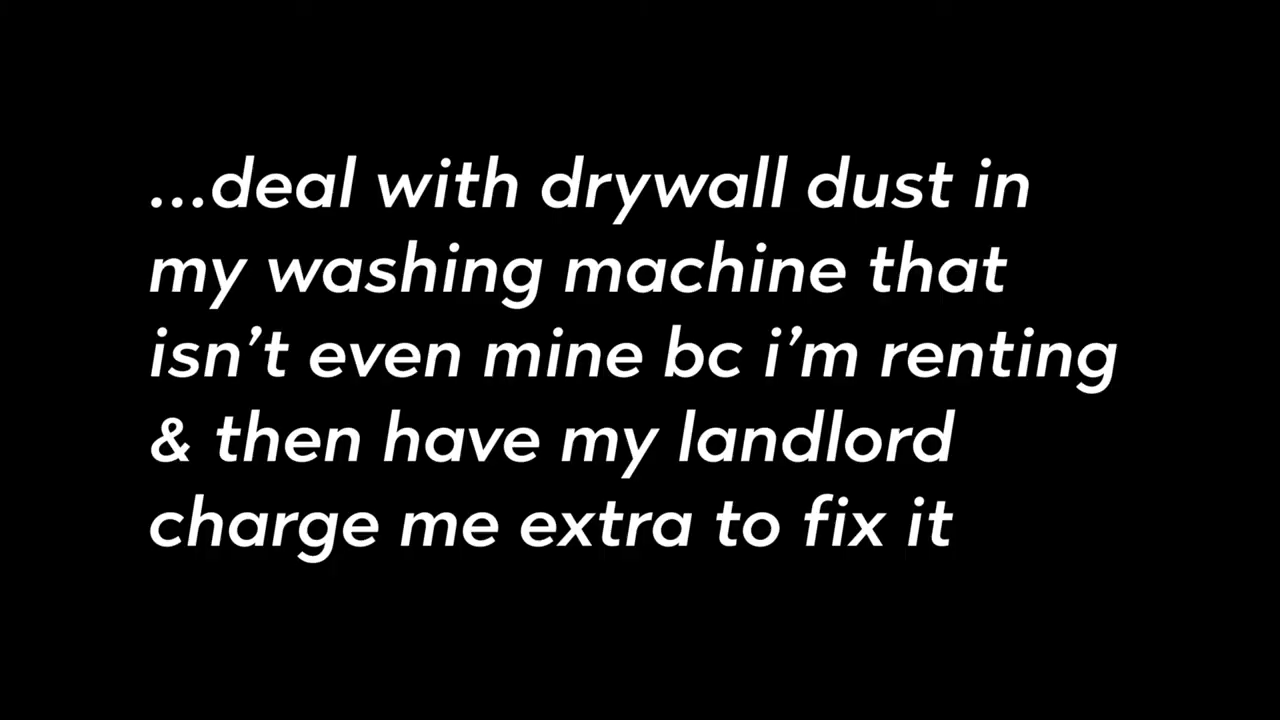 ...deal with drywall dust in
my washing machine that
isn’t even mine bc i’m renting
& then have my landlord
charge me extra to fix it